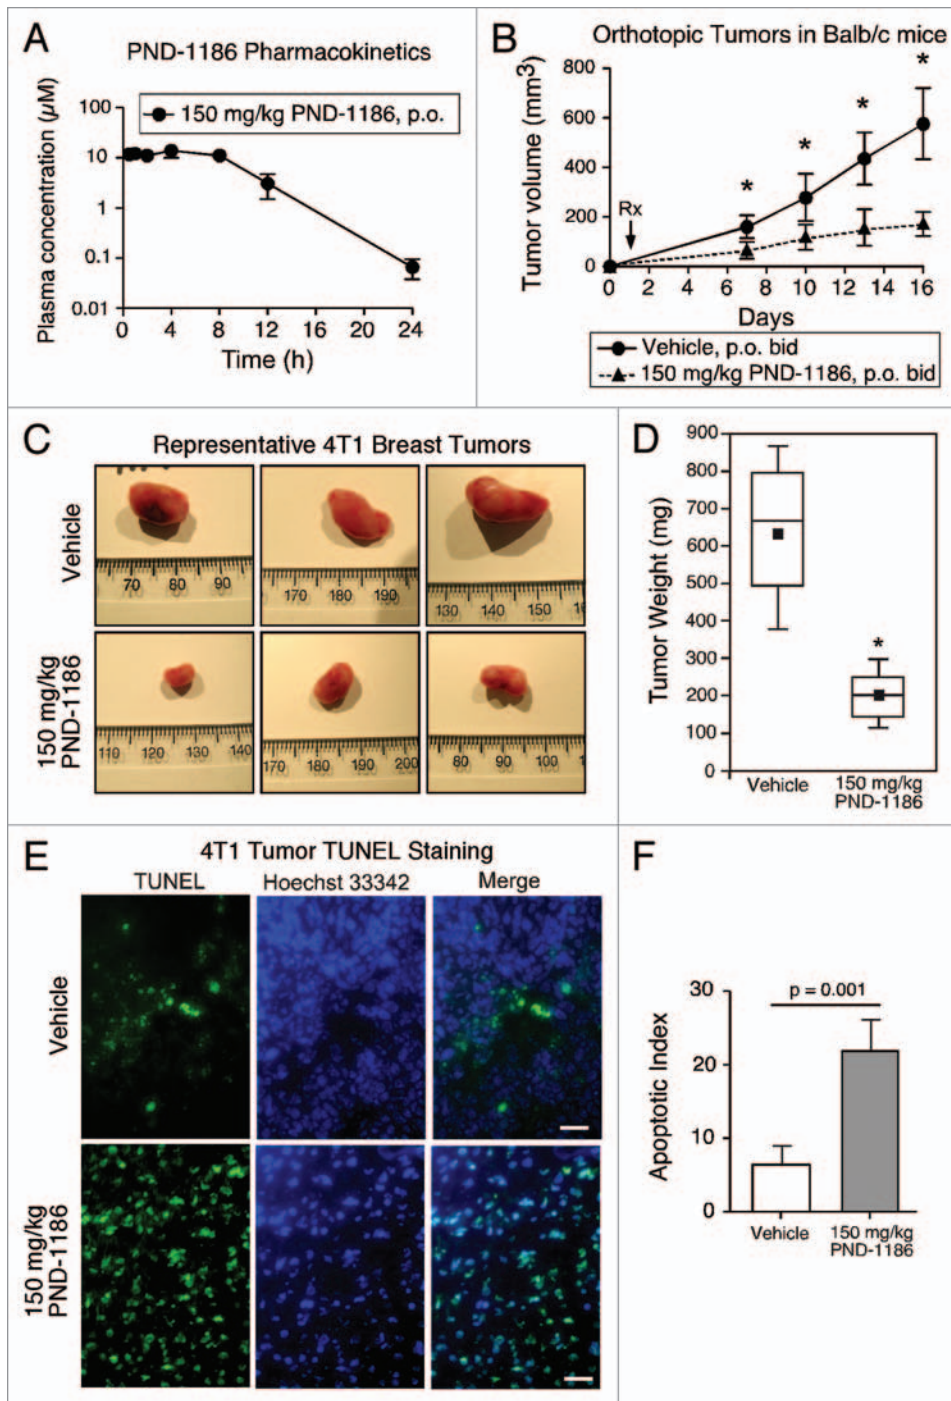 A
PND-1186 Pharmacokinetics
150 mg/kg PND-1186, p.o.
Plasma concentration (µM)
100
10
1
0.1
0.01
0
4
8
12
16
20
24
Time (h)
B
Orthotopic Tumors in Balb/c mice
Tumor volume (mm3)
800
600
400
200
0
Rx
*
*
*
*
0
2
4
6
8
10
12
14
16
Days
Vehicle, p.o. bid
150 mg/kg PND-1186, p.o. bid
C
Representative 4T1 Breast Tumors
Vehicle
70 80 90
170 180 190
130 140 150
150 mg/kg
PND-1186
110 120 130 140
170 180 190 200
80 90 100
D
Tumor Weight (mg)
900
800
700
600
500
400
300
200
100
0
*
Vehicle
150 mg/kg
PND-1186
E
4T1 Tumor TUNEL Staining
TUNEL
Hoechst 33342
Merge
Vehicle
150 mg/kg
PND-1186
F
Apoptotic Index
30
20
10
0
p = 0.001
Vehicle
150 mg/kg
PND-1186